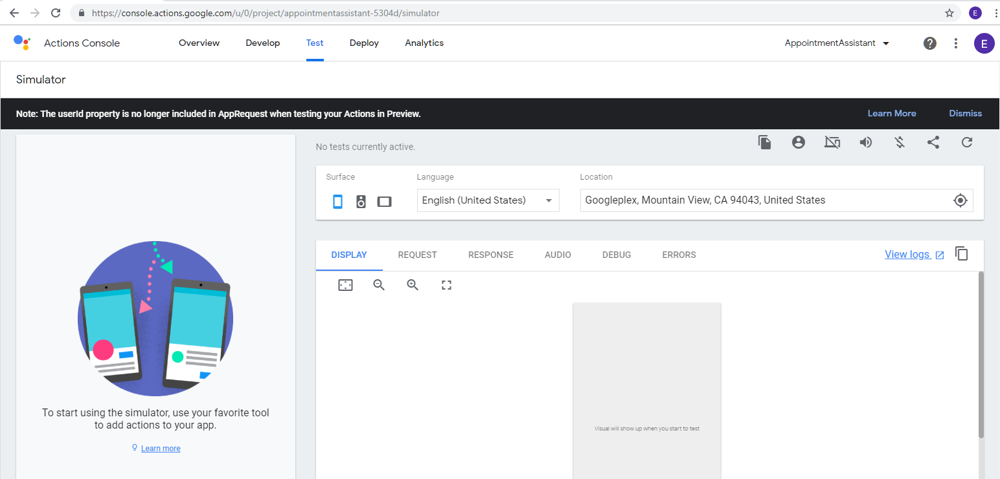 https://console.actions.google.com/u/0/project/appointmentassistant-5304d/simulator
E
Actions Console
Overview
Develop
Test
Deploy
Analytics
AppointmentAssistant
E
Simulator
Note: The userId property is no longer included in AppRequest when testing your Actions in Preview.
Learn More
Dismiss
No tests currently active.
Surface
Language
Location
English (United States)
Googleplex, Mountain View, CA 94043, United States
DISPLAY
REQUEST
RESPONSE
AUDIO
DEBUG
ERRORS
View logs
To start using the simulator, use your favorite tool
to add actions to your app.
Learn more
Visual will show up when you start to test